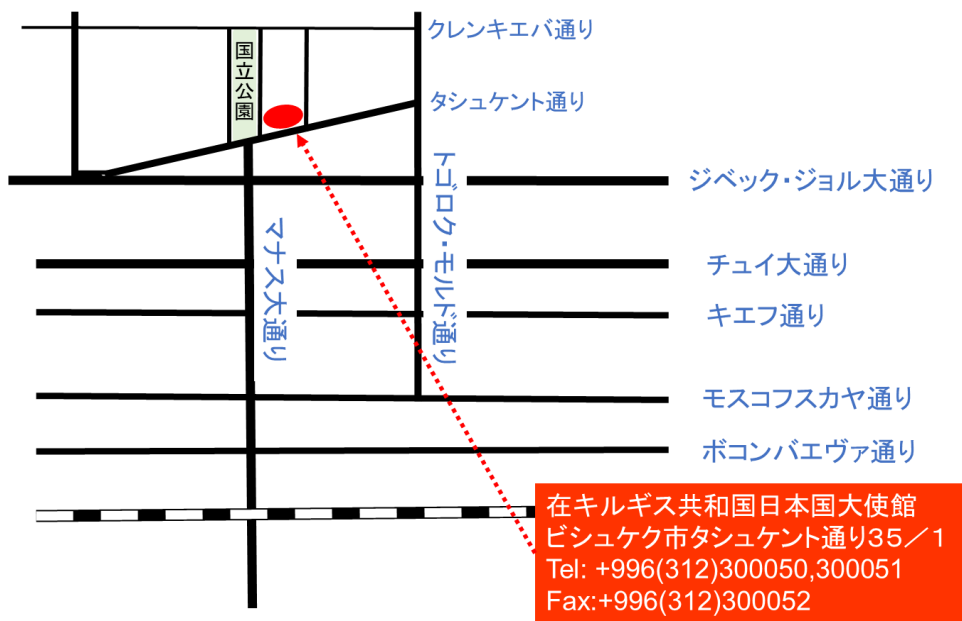 クレンキエバ通り
国立公園
タシュケント通り
トゴロク・モルド通り
ジベック・ジョル大通り
マナス大通り
チュイ大通り
キエフ通り
モスコフスカヤ通り
ボコンバエヴァ通り
在キルギス共和国日本国大使館
ビシュケク市タシュケント通り35／1
Tel: +996(312)300050,300051
Fax:+996(312)300052